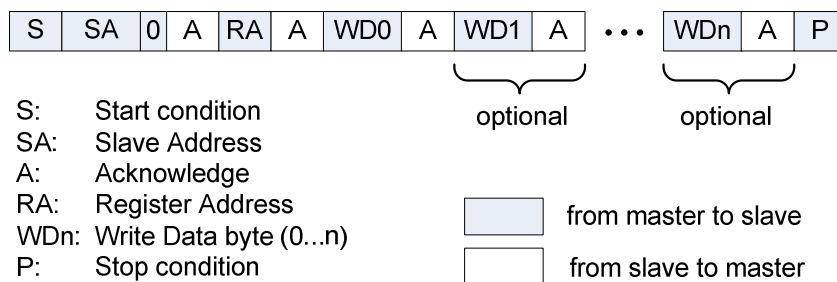 S SA 0 A RA A WD0 A WD1 A ••• WDn A P
optional optional
S: Start condition
SA: Slave Address
A: Acknowledge
RA: Register Address
WDn: Write Data byte (0...n)
P: Stop condition
from master to slave
from slave to master